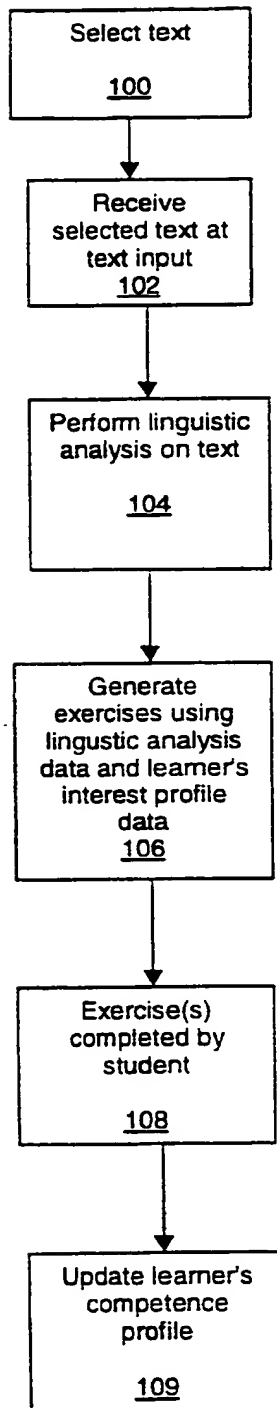 Select text
100
Receive
selected text at
text input
102
Perform linguistic
analysis on text
104
Generate
exercises using
lingustic analysis
data and learner's
interest profile
data
106
Exercise(s)
completed by
student
108
Update learner's
competence
profile
109